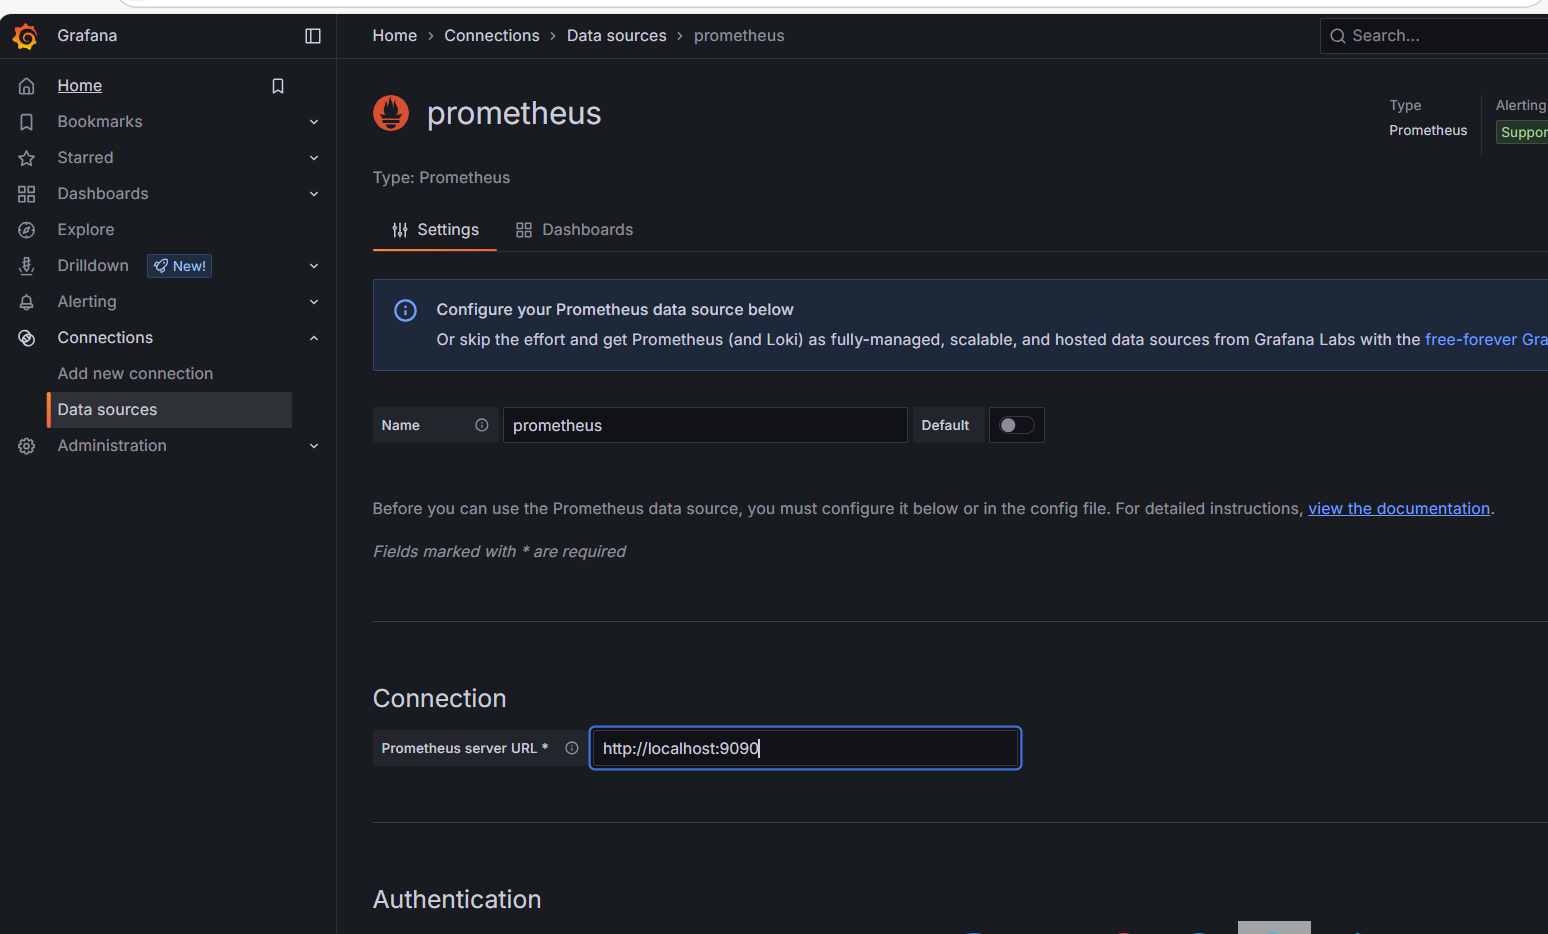 Grafana
Home › Connections › Data sources › prometheus
Search...
Home
Bookmarks
Starred
Dashboards
Explore
Drilldown New!
Alerting
Connections
Add new connection
Data sources
Administration
prometheus
Type
Prometheus
Alerting
Suppor
Type: Prometheus
Settings
Dashboards
Configure your Prometheus data source below
Or skip the effort and get Prometheus (and Loki) as fully-managed, scalable, and hosted data sources from Grafana Labs with the free-forever Gra
Name prometheus Default
Before you can use the Prometheus data source, you must configure it below or in the config file. For detailed instructions, view the documentation.
Fields marked with * are required
Connection
Prometheus server URL * http://localhost:9090
Authentication